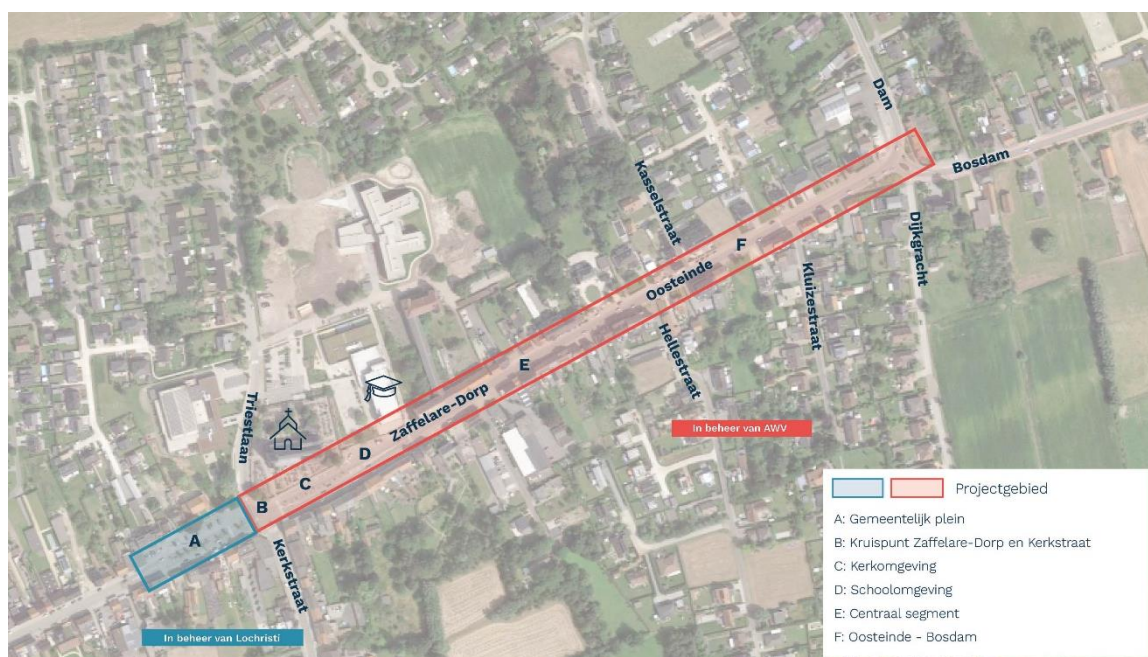 Dam
Bosdam
Kasselstraat
F
Dijkgracht
Oosteinde
Kluizestraat
Hellestraat
E
Zaffelare-Dorp
Triestlaan
In beheer van AWV
D
C
B
A
Kerkstraat
In beheer van Lochristi
Projectgebied
A: Gemeentelijk plein
B: Kruispunt Zaffelare-Dorp en Kerkstraat
C: Kerkomgeving
D: Schoolomgeving
E: Centraal segment
F: Oosteinde - Bosdam